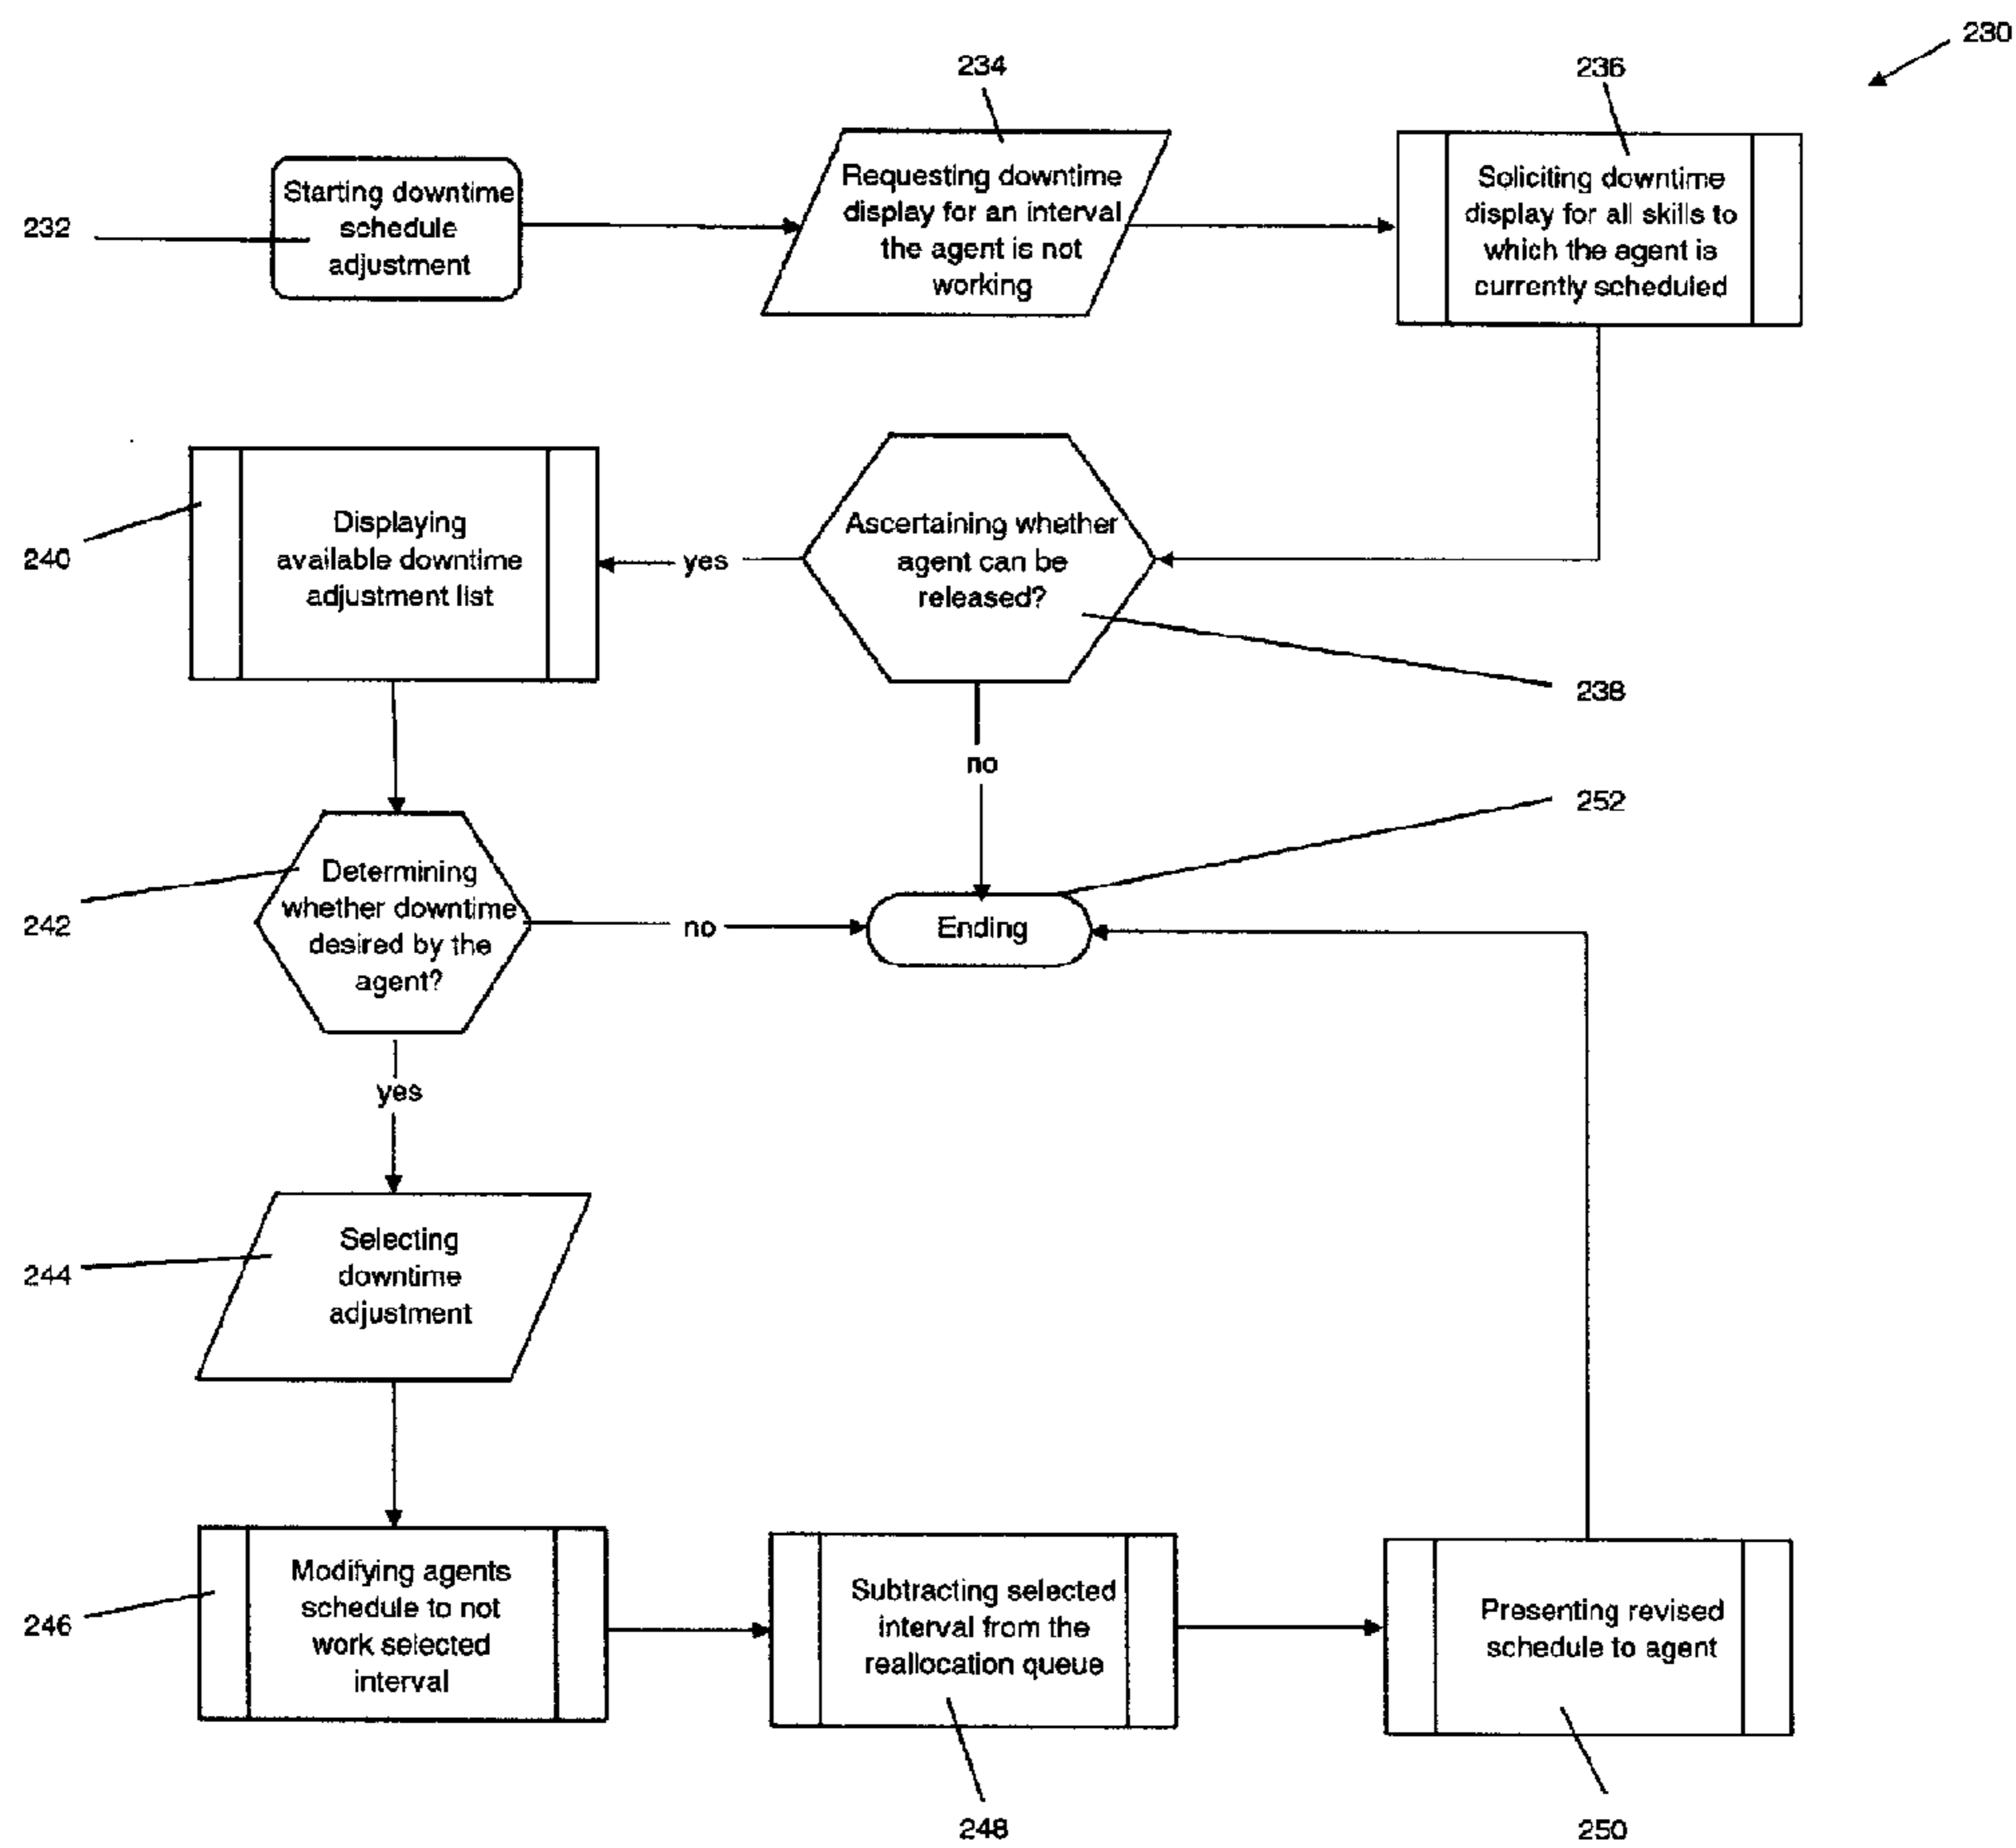 230
234
236
232
Starting downtime
schedule
adjustment
Requesting downtime
display for an interval
the agent is not
working
Soliciting downtime
display for all skills to
which the agent is
currently scheduled
240
Displaying
available downtime
adjustment list
yes
Ascertaining whether
agent can be
released?
238
no
252
242
Determining
whether downtime
desired by the
agent?
no
Ending
yes
244
Selecting
downtime
adjustment
246
Modifying agents
schedule to not
work selected
interval
Subtracting selected
interval from the
reallocation queue
Presenting revised
schedule to agent
248
250